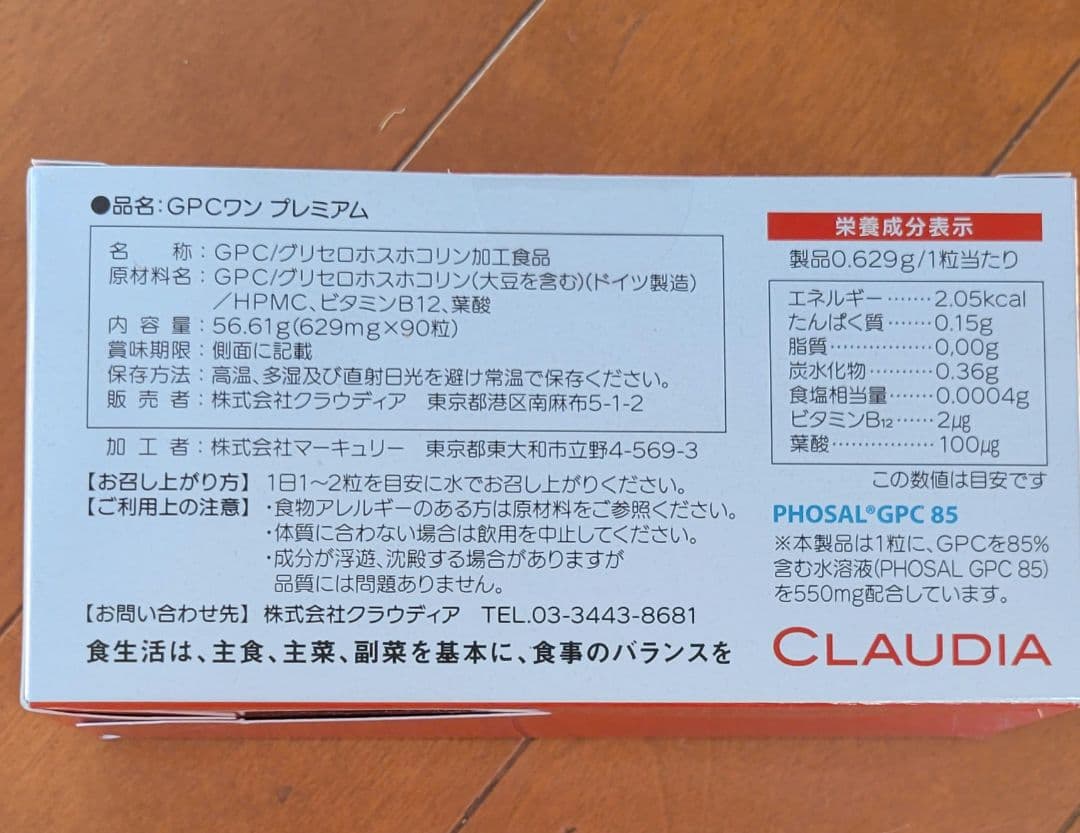 ●品名:GPCワン プレミアム
名　　称:GPC/グリセロホスホコリン加工食品
原材料名:GPC/グリセロホスホコリン(大豆を含む)(ドイツ製造)
/HPMC、ビタミンB12、葉酸
内 容 量:56.61g(629mg×90粒)
賞味期限:側面に記載
保存方法:高温、多湿及び直射日光を避け常温で保存ください。
販 売 者:株式会社クラウディア　東京都港区南麻布5-1-2
加 工 者:株式会社マーキュリー　東京都東大和市立野4-569-3
【お召し上がり方】 1日1〜2粒を目安に水でお召し上がりください。
【ご利用上の注意】 ・食物アレルギーのある方は原材料をご参照ください。
・体質に合わない場合は飲用を中止してください。
・成分が浮遊、沈殿する場合がありますが
品質には問題ありません。
【お問い合わせ先】 株式会社クラウディア　TEL.03-3443-8681
食生活は、主食、主菜、副菜を基本に、食事のバランスを
栄養成分表示
製品0.629g/1粒当たり
エネルギー……2.05kcal
たんぱく質……0.15g
脂質……………0,00g
炭水化物………0.36g
食塩相当量……0.0004g
ビタミンB12……2μg
葉酸……………100μg
この数値は目安です
PHOSAL®GPC 85
※本製品は1粒に、GPCを85%
含む水溶液(PHOSAL GPC 85)
を550mg配合しています。
CLAUDIA